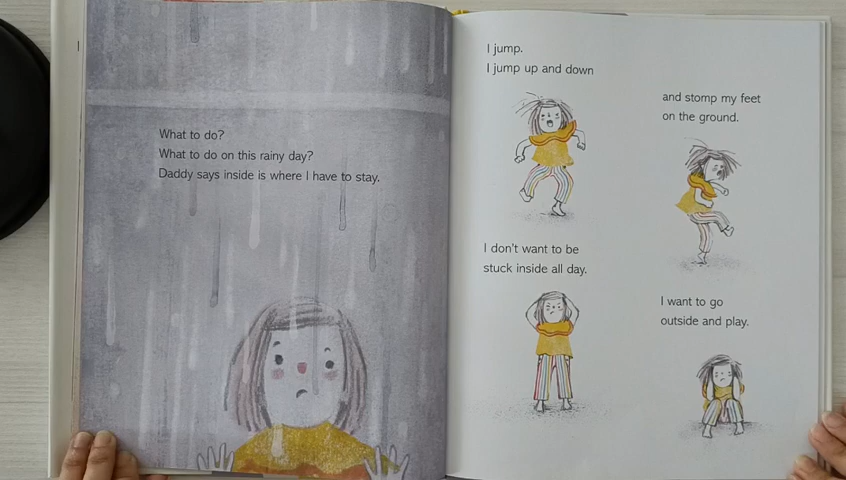 What to do?
What to do on this rainy day?
Daddy says inside is where I have to stay.
I jump.
I jump up and down
and stomp my feet
on the ground.
I don't want to be
stuck inside all day.
I want to go
outside and play.